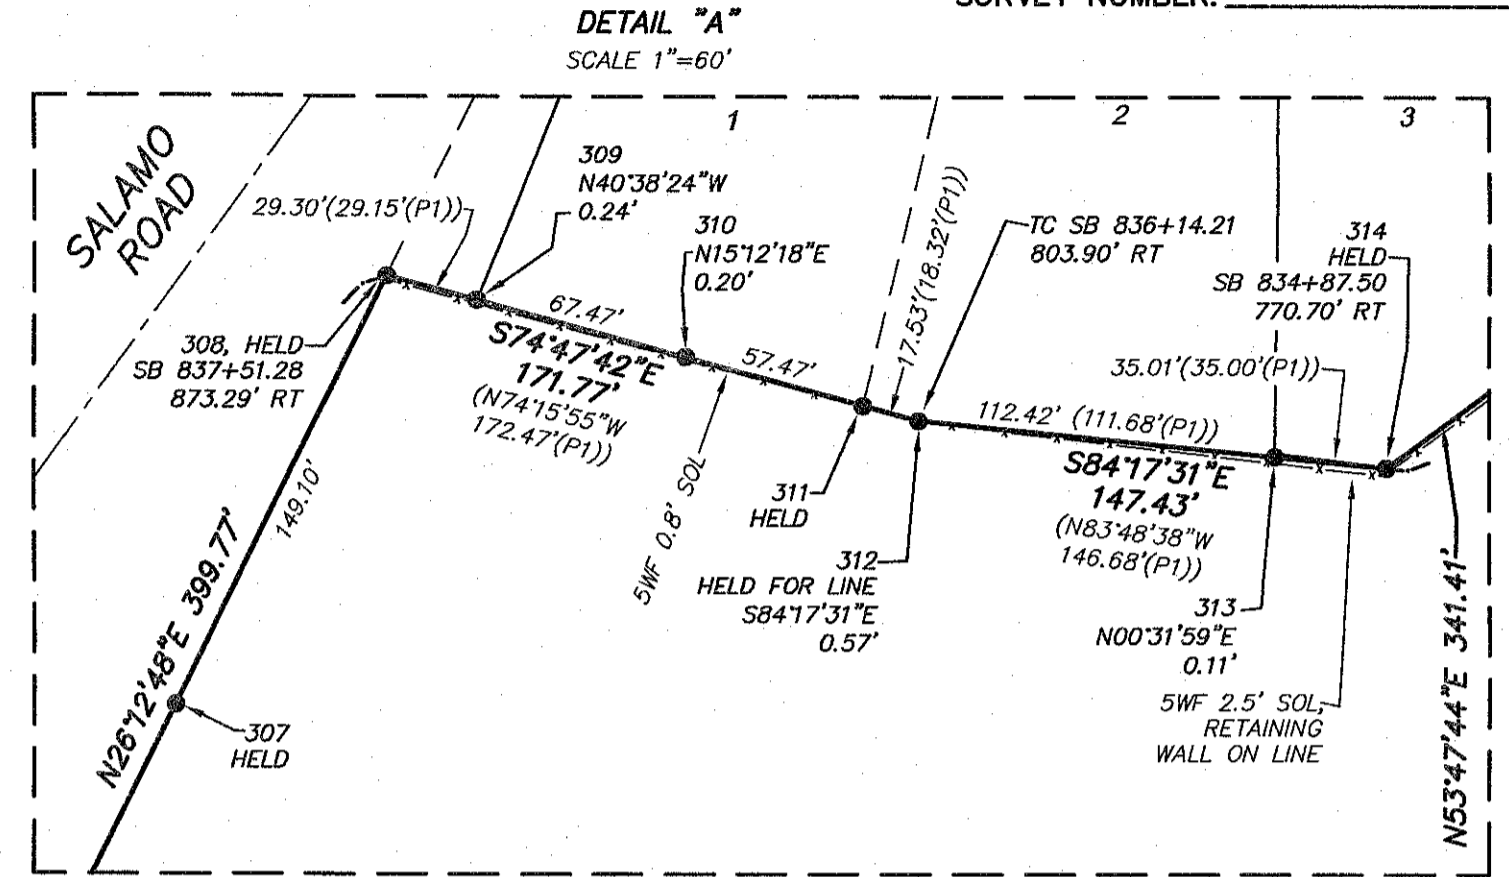 SURVEY NUMBER:
DETAIL "A"
SCALE 1"=60'
SALAMO
ROAD
1
2
3
29.30'(29.15'(P1))
309
N40°38'24"W
0.24'
310
N15°12'18"E
0.20'
17.53'(18.32'(P1))
TC SB 836+14.21
803.90' RT
314
HELD
SB 834+87.50
770.70' RT
308, HELD
SB 837+51.28
873.29' RT
67.47'
S74°47'42"E
171.77'
(N74°15'55"W
172.47'(P1))
57.47'
35.01'(35.00'(P1))
112.42' (111.68'(P1))
S84°17'31"E
147.43'
(N83°48'38"W
146.68'(P1))
149.10'
N26°12'48"E 399.77'
5WF 0.8' SOL
311
HELD
312
HELD FOR LINE
S84°17'31"E
0.57'
313
N00°31'59"E
0.11'
5WF 2.5' SOL,
RETAINING
WALL ON LINE
N53°47'44"E 341.41'
307
HELD